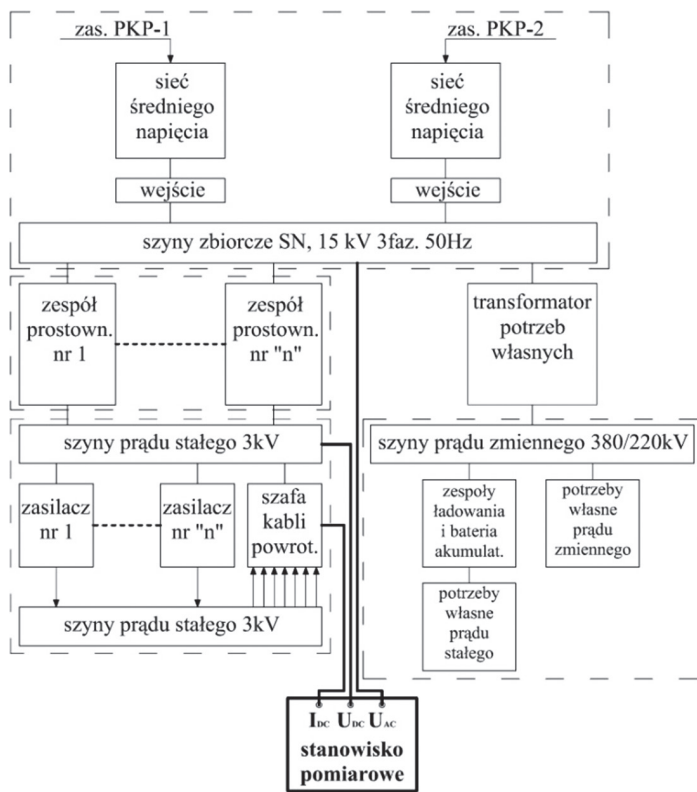 zas. PKP-1
zas. PKP-2
sieć
średniego
napięcia
sieć
średniego
napięcia
wejście
wejście
szyny zbiorcze SN, 15 kV 3faz. 50Hz
zespół
prostown.
nr 1
zespół
prostown.
nr "n"
transformator
potrzeb
własnych
szyny prądu stałego 3kV
szyny prądu zmiennego 380/220kV
zasilacz
nr 1
zasilacz
nr "n"
szafa
kabli
powrot.
zespoły
ładowania
i bateria
akumulat.
potrzeby
własne
prądu
zmiennego
szyny prądu stałego 3kV
potrzeby
własne
prądu
stałego
IDC UDC UAC
stanowisko
pomiarowe